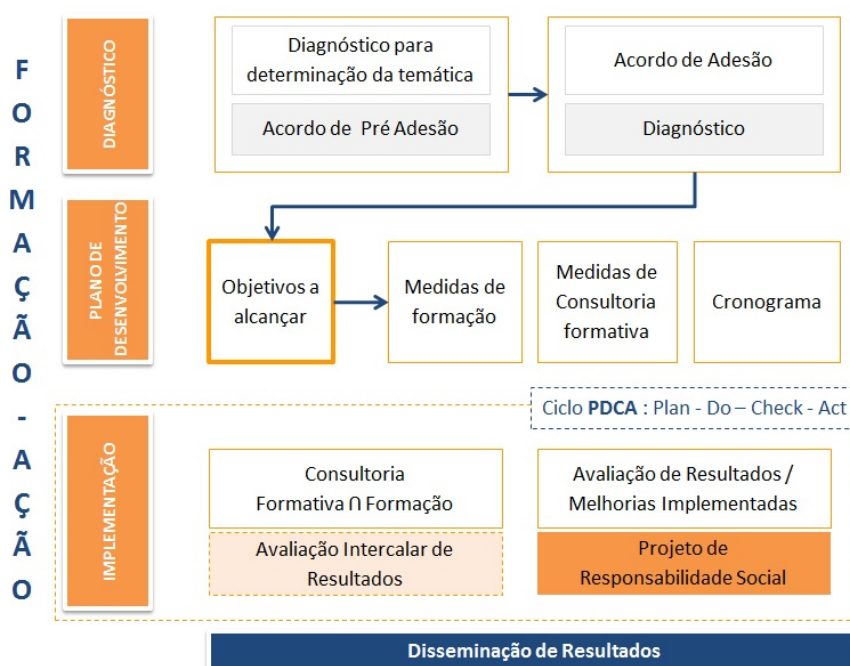 FORMAÇÃO-AÇÃO
DIAGNÓSTICO
Diagnóstico para
determinação da temática
Acordo de Pré Adesão
Acordo de Adesão
Diagnóstico
PLANO DE
DESENVOLVIMENTO
Objetivos a
alcançar
Medidas de
formação
Medidas de
Consultoria
formativa
Cronograma
Ciclo PDCA : Plan - Do – Check - Act
IMPLEMENTAÇÃO
Consultoria
Formativa ∩ Formação
Avaliação Intercalar de
Resultados
Avaliação de Resultados /
Melhorias Implementadas
Projeto de
Responsabilidade Social
Disseminação de Resultados